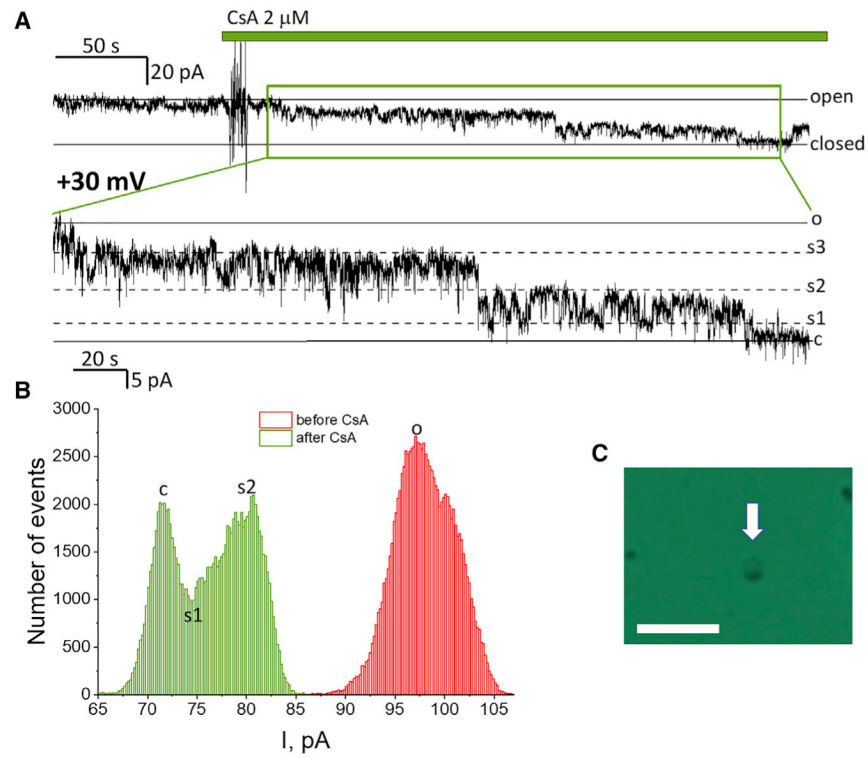 A
CsA 2 µM
50 s
20 pA
open
closed
+30 mV
o
s3
s2
s1
c
20 s
5 pA
B
3000
2500
2000
1500
1000
500
0
Number of events
before CsA
after CsA
c
s1
s2
o
65 70 75 80 85 90 95 100 105
I, pA
C